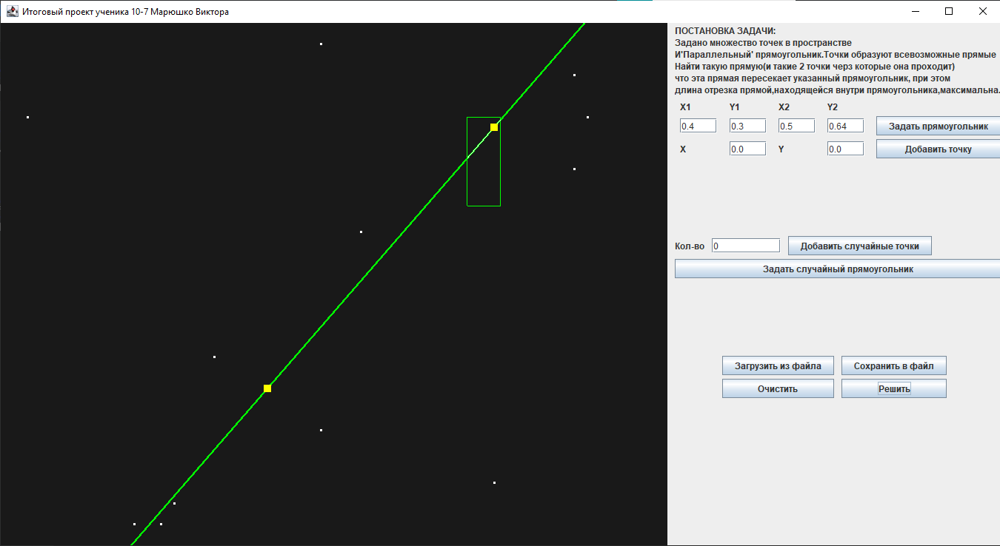 Итоговый проект ученика 10-7 Марюшко Виктора
ПОСТАНОВКА ЗАДАЧИ:
Задано множество точек в пространстве
И'Параллельный' прямоугольник.Точки образуют всевозможные прямые
Найти такую прямую(и такие 2 точки черз которые она проходит)
что эта прямая пересекает указанный прямоугольник, при этом
длина отрезка прямой,находящейся внутри прямоугольника,максимальна.
X1 Y1 X2 Y2
0.4 0.3 0.5 0.64 Задать прямоугольник
X 0.0 Y 0.0 Добавить точку
Кол-во 0 Добавить случайные точки
Задать случайный прямоугольник
Загрузить из файла Сохранить в файл
Очистить Решить